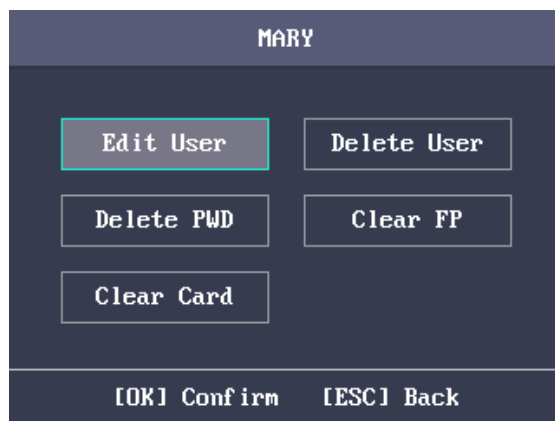 MARY
Edit User Delete User
Delete PWD Clear FP
Clear Card
[OK] Confirm [ESC] Back